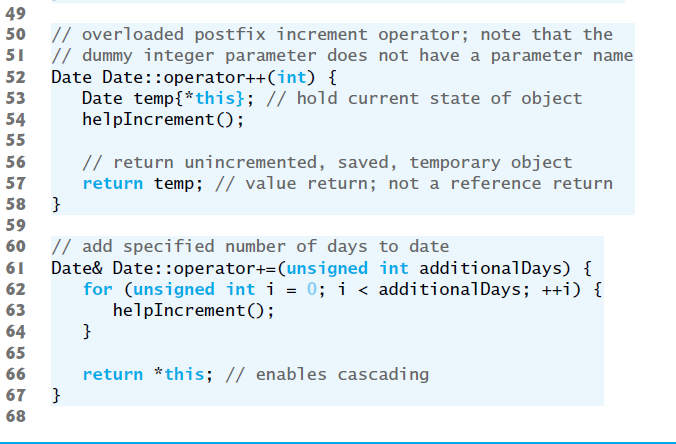 49
50 // overloaded postfix increment operator; note that the
51 // dummy integer parameter does not have a parameter name
52 Date Date::operator++(int) {
53    Date temp{*this}; // hold current state of object
54    helpIncrement();
55
56    // return unincremented, saved, temporary object
57    return temp; // value return; not a reference return
58 }
59
60 // add specified number of days to date
61 Date& Date::operator+=(unsigned int additionalDays) {
62    for (unsigned int i = 0; i < additionalDays; ++i) {
63       helpIncrement();
64    }
65
66    return *this; // enables cascading
67 }
68